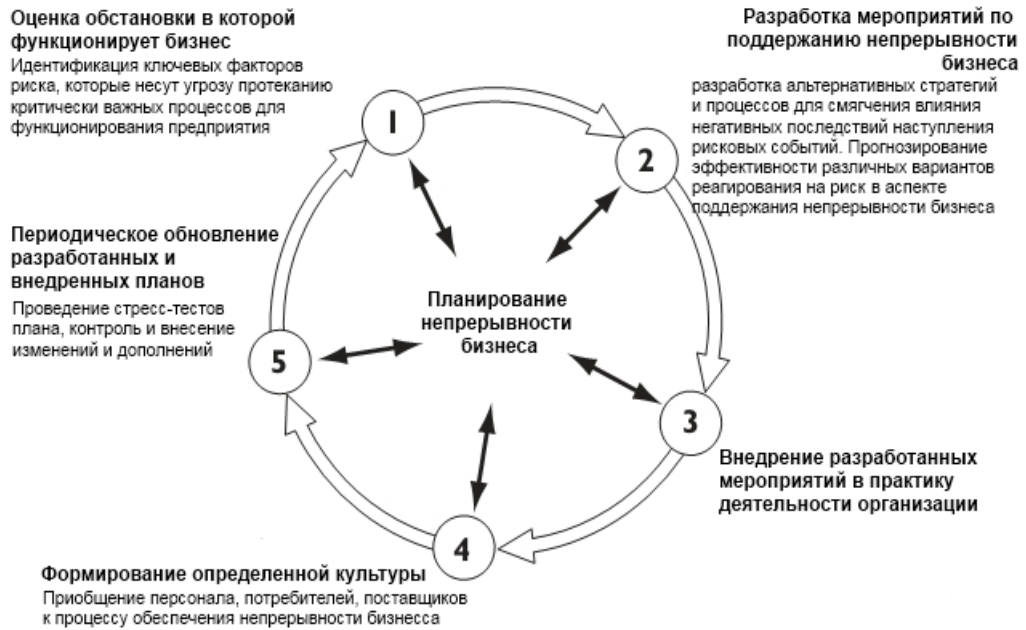 Оценка обстановки в которой
функционирует бизнес
Идентификация ключевых факторов
риска, которые несут угрозу протеканию
критически важных процессов для
функционирования предприятия
1
Разработка мероприятий по
поддержанию непрерывности
бизнеса
разработка альтернативных стратегий
и процессов для смягчения влияния
негативных последствий наступления
рисковых событий. Прогнозирование
эффективности различных вариантов
реагирования на риск в аспекте
поддержания непрерывности бизнеса
2
Планирование
непрерывности
бизнеса
3
Внедрение разработанных
мероприятий в практику
деятельности организации
4
Формирование определенной культуры
Приобщение персонала, потребителей, поставщиков
к процессу обеспечения непрерывности бизнесса
Периодическое обновление
разработанных и
внедренных планов
Проведение стресс-тестов
плана, контроль и внесение
изменений и дополнений
5